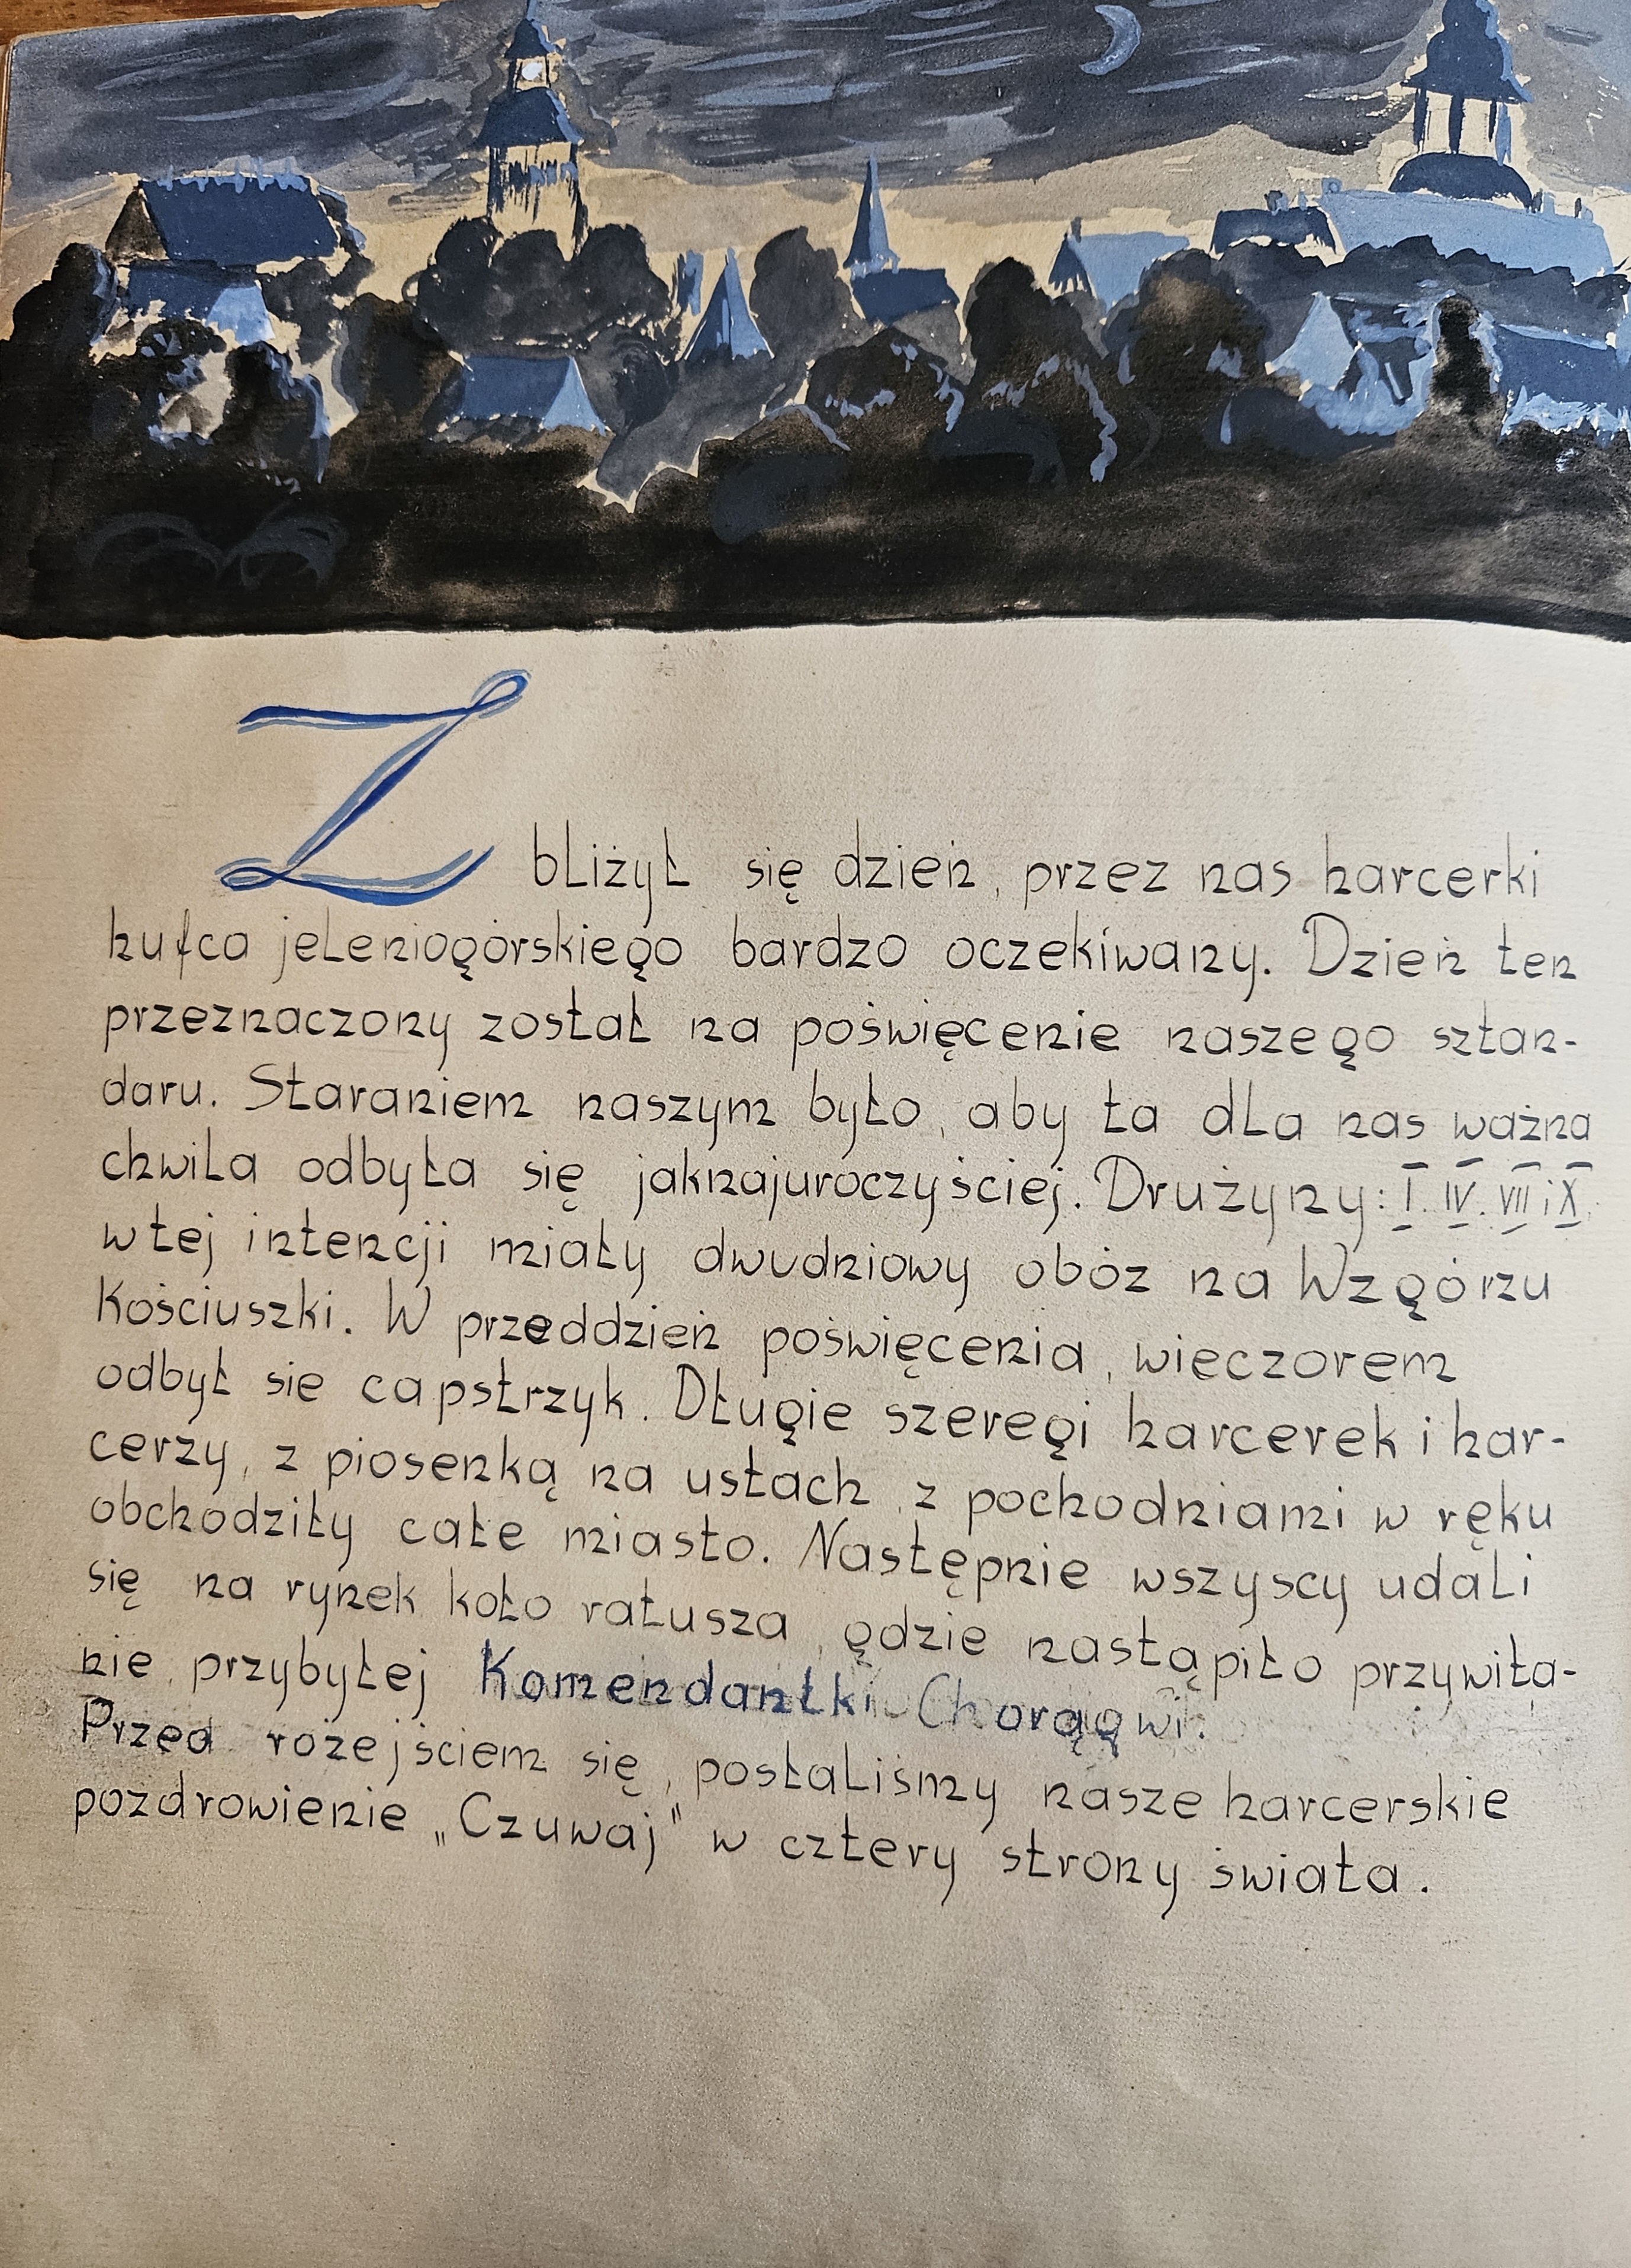 Zbliżył się dzień, przez nas harcerki
hufca jeleniogórskiego bardzo oczekiwany. Dzień ten
przeznaczony został na poświęcenie naszego sztan-
daru. Staraniem naszym było, aby ta dla nas ważna
chwila odbyła się jaknajuroczyściej. Drużyny: I. IV. VII i X.
w tej intencji miały dwudniowy obóz na Wzgórzu
Kościuszki. W przeddzień poświęcenia, wieczorem
odbył sie capstrzyk. Długie szeregi harcerek i har-
cerzy, z piosenką na ustach, z pochodniami w ręku
obchodziły całe miasto. Następnie wszyscy udali
się na rynek koło ratusza, gdzie nastąpiło przywita-
nie, przybyłej Komendantki Chorągwi.
Przed rozejściem się, posłaliśmy nasze harcerskie
pozdrowienie „Czuwaj" w cztery strony świata.